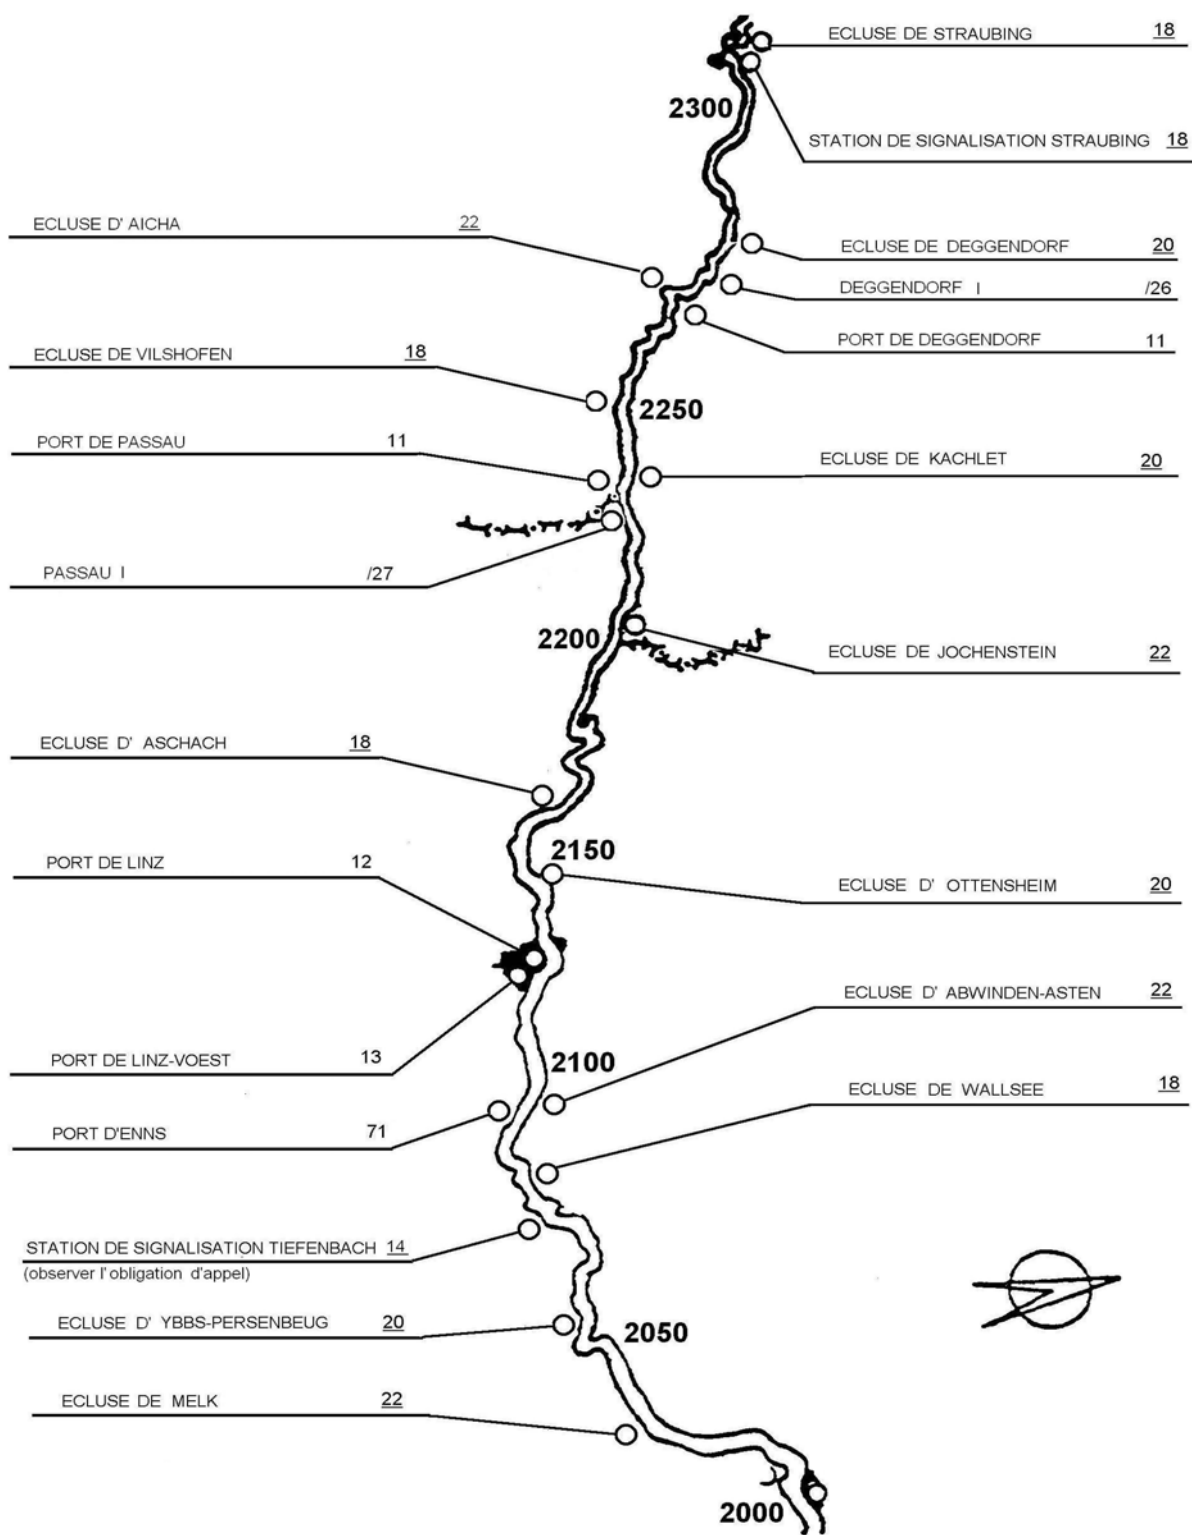 ECLUSE DE STRAUBING 18
2300
STATION DE SIGNALISATION STRAUBING 18
ECLUSE D' AICHA 22
ECLUSE DE DEGGENDORF 20
DEGGENDORF I /26
PORT DE DEGGENDORF 11
ECLUSE DE VILSHOFEN 18
2250
PORT DE PASSAU 11
ECLUSE DE KACHLET 20
PASSAU I /27
2200
ECLUSE DE JOCHENSTEIN 22
ECLUSE D' ASCHACH 18
2150
PORT DE LINZ 12
ECLUSE D' OTTENSHEIM 20
ECLUSE D' ABWINDEN-ASTEN 22
PORT DE LINZ-VOEST 13
2100
ECLUSE DE WALLSEE 18
PORT D'ENNS 71
STATION DE SIGNALISATION TIEFENBACH 14
(observer l'obligation d'appel)
ECLUSE D' YBBS-PERSENBEUG 20
2050
ECLUSE DE MELK 22
2000